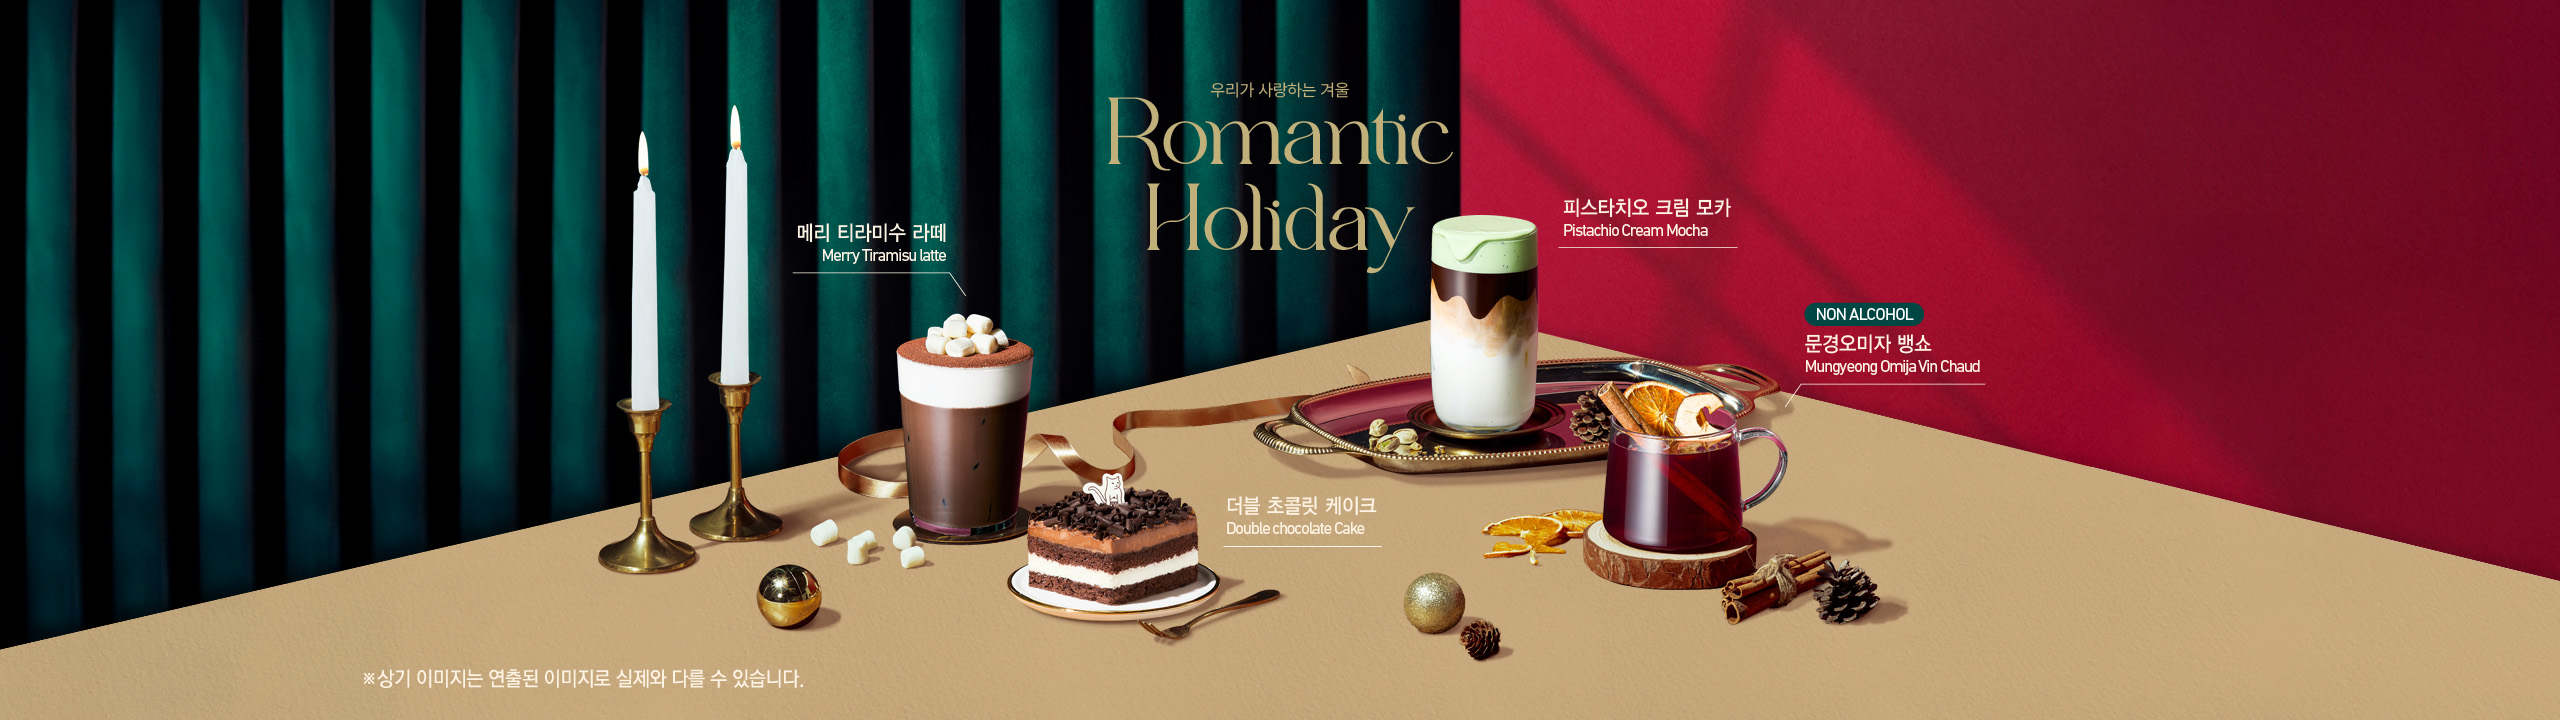 우리가 사랑하는 겨울
Romantic
Holiday
메리 티라미수 라떼
Merry Tiramisu latte
피스타치오 크림 모카
Pistachio Cream Mocha
NON ALCOHOL
문경오미자 뱅쇼
Mungyeong Omija Vin Chaud
더블 초콜릿 케이크
Double chocolate Cake
※상기 이미지는 연출된 이미지로 실제와 다를 수 있습니다.